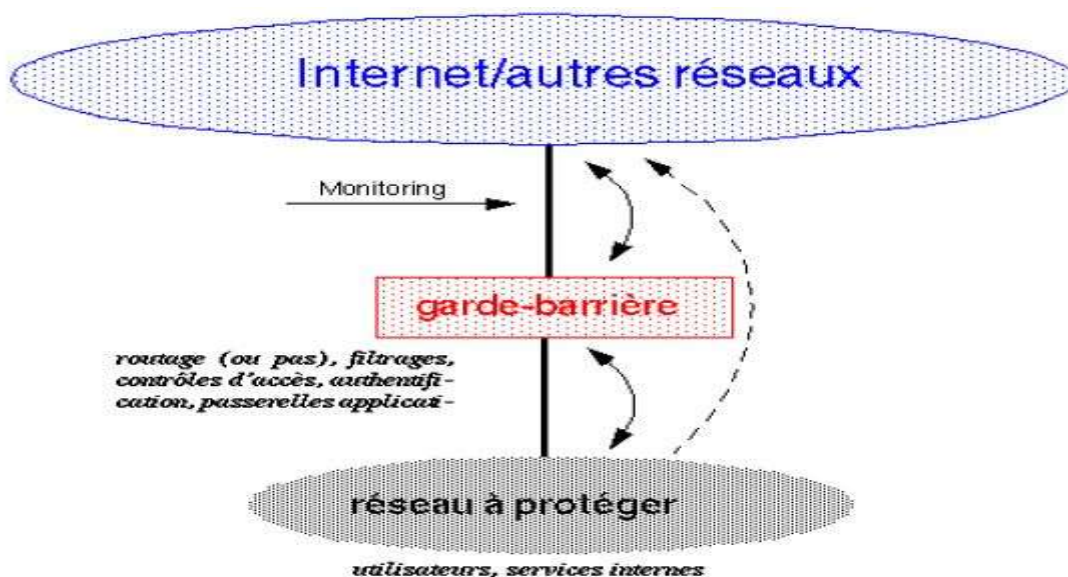 Internet/autres réseaux
Monitoring
garde-barrière
routage (ou pas), filtrages,
contrôles d'accès, authentifi-
cation, passerelles applicati-
réseau à protéger
utilisateurs, services internes